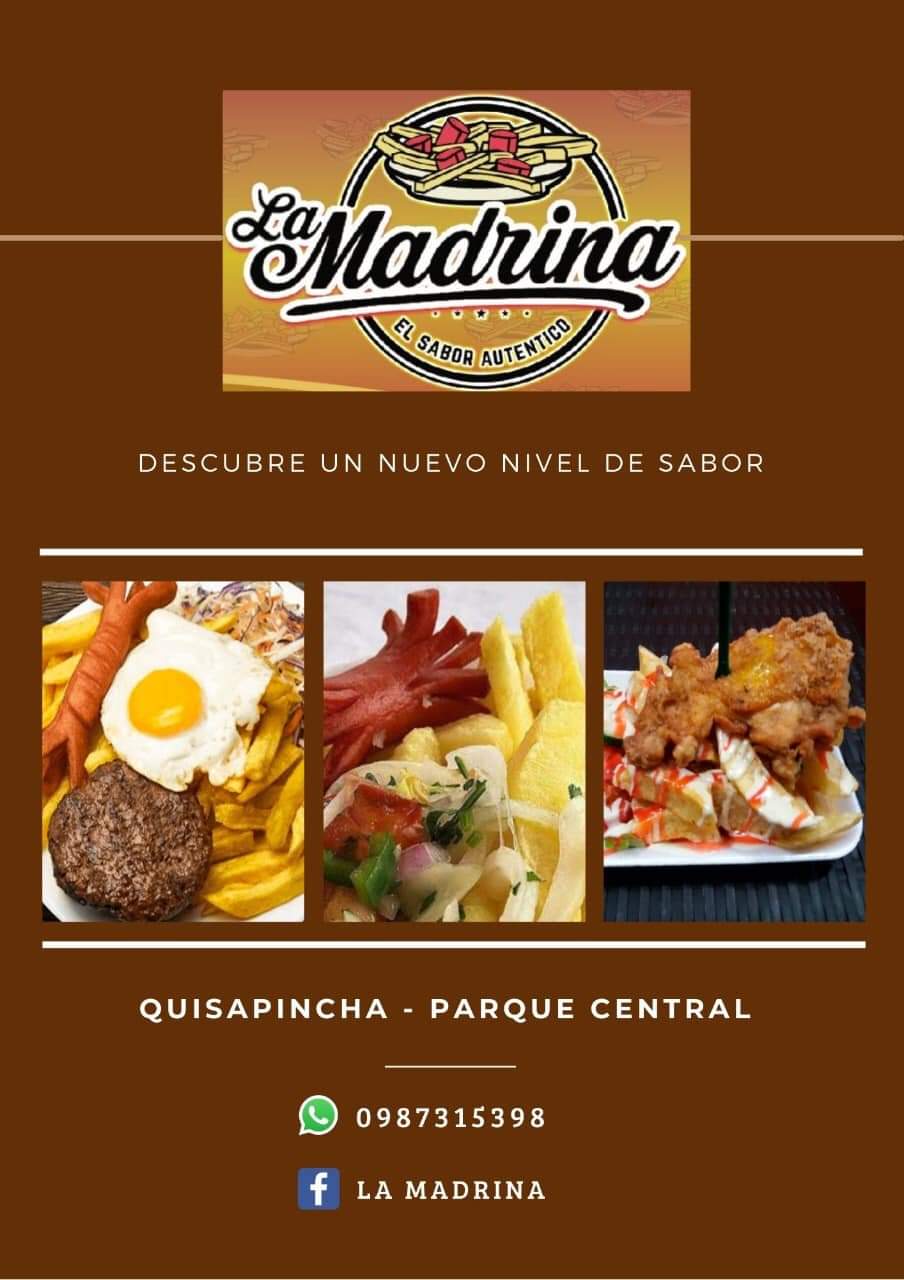 La Madrina
EL SABOR AUTENTICO
DESCUBRE UN NUEVO NIVEL DE SABOR
QUISAPINCHA - PARQUE CENTRAL
0987315398
LA MADRINA